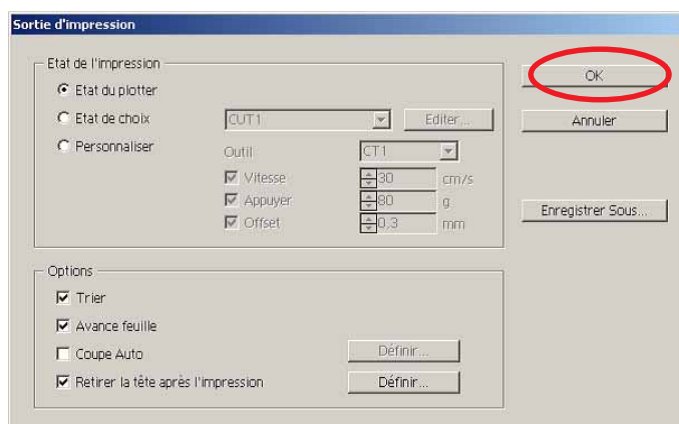 Sortie d'impression
Etat de l'impression
Etat du plotter
Etat de choix CUT1 Editer...
Personnaliser Outil CT1
Vitesse 30 cm/s
Appuyer 80 g
Offset 0,3 mm
OK
Annuler
Enregistrer Sous...
Options
Trier
Avance feuille
Coupe Auto Définir...
Retirer la tête après l'impression Définir...